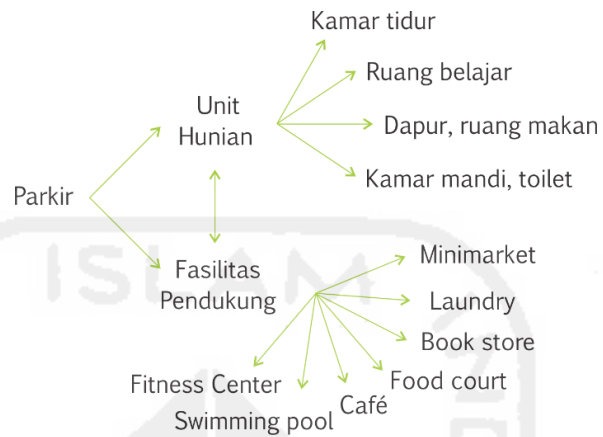 Kamar tidur
Ruang belajar
Unit
Hunian
Dapur, ruang makan
Kamar mandi, toilet
Parkir
Fasilitas
Pendukung
Minimarket
Laundry
Book store
Food court
Café
Swimming pool
Fitness Center
ISLAM